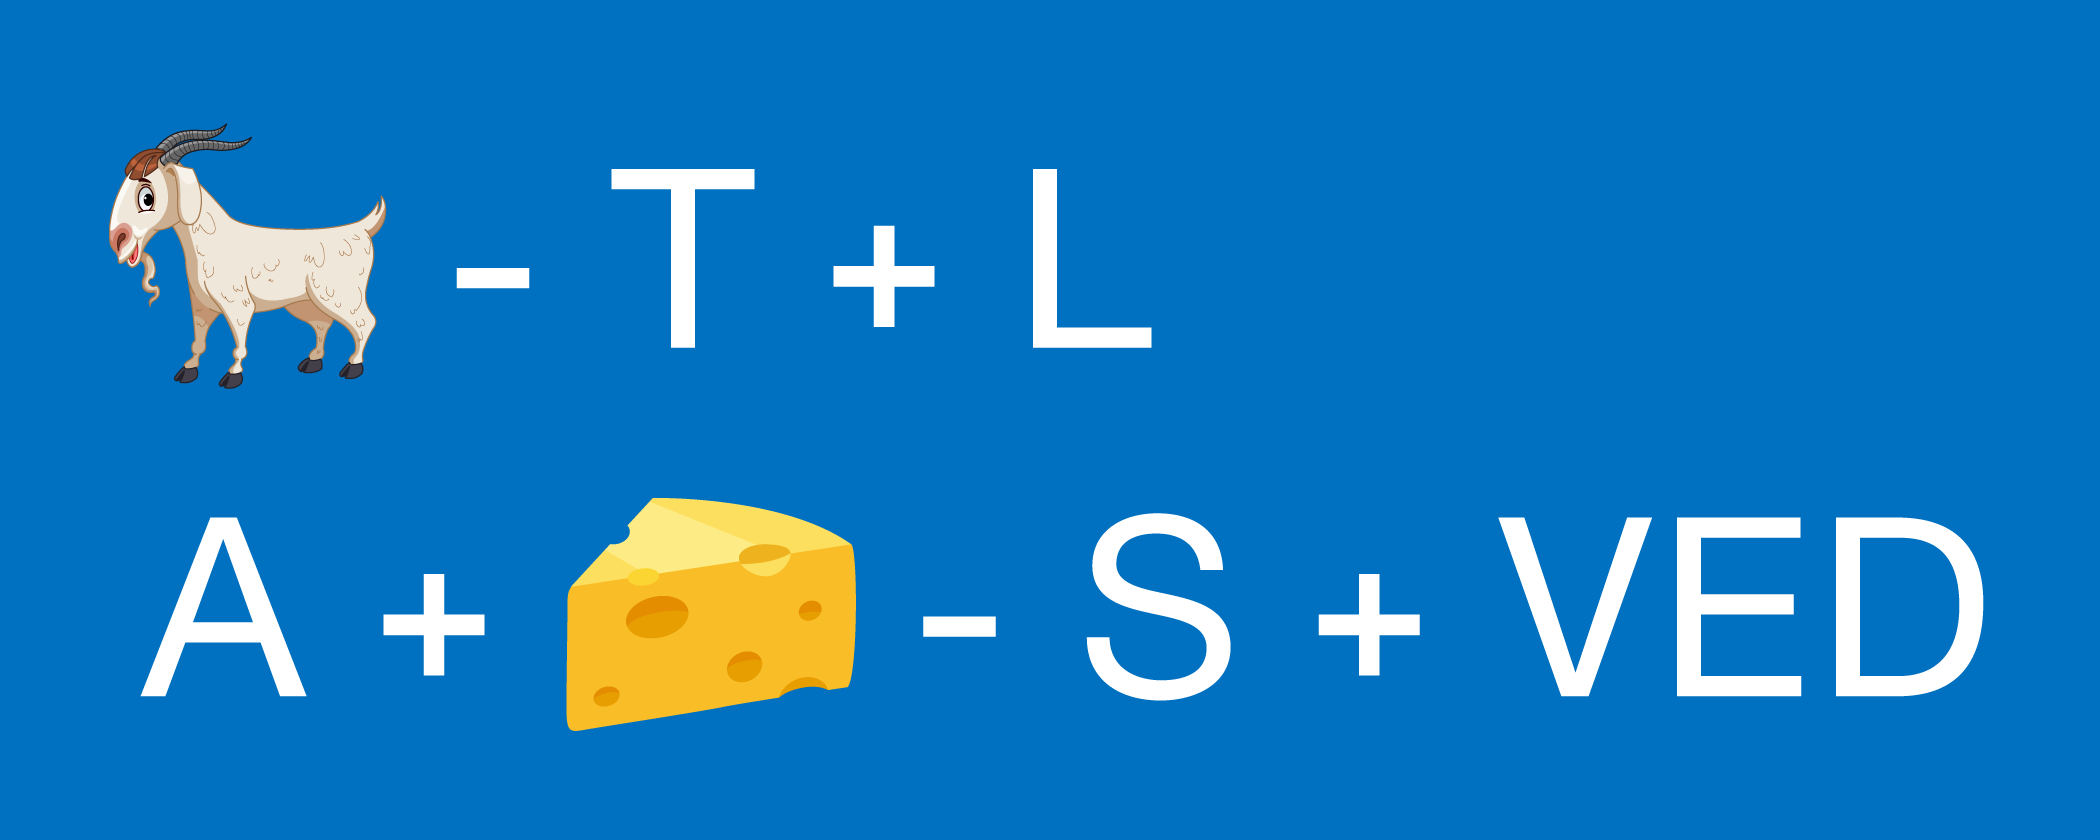 - T + L
A + - S + VED